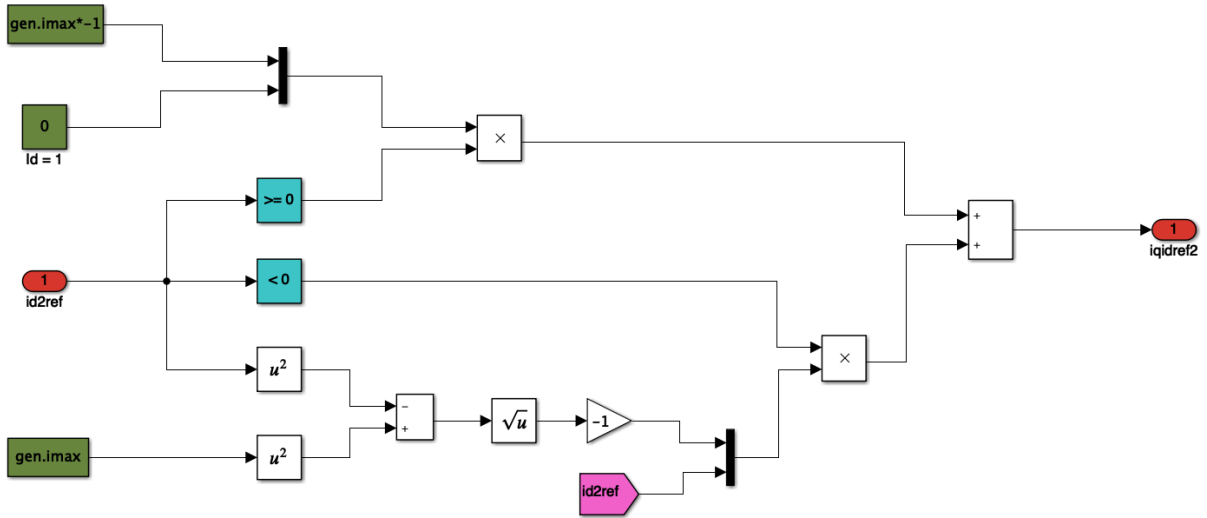 gen.imax*-1
0
Id = 1
×
>= 0
+
+
1
iqidref2
1
id2ref
< 0
u²
×
−
+
√u
-1
gen.imax
u²
id2ref